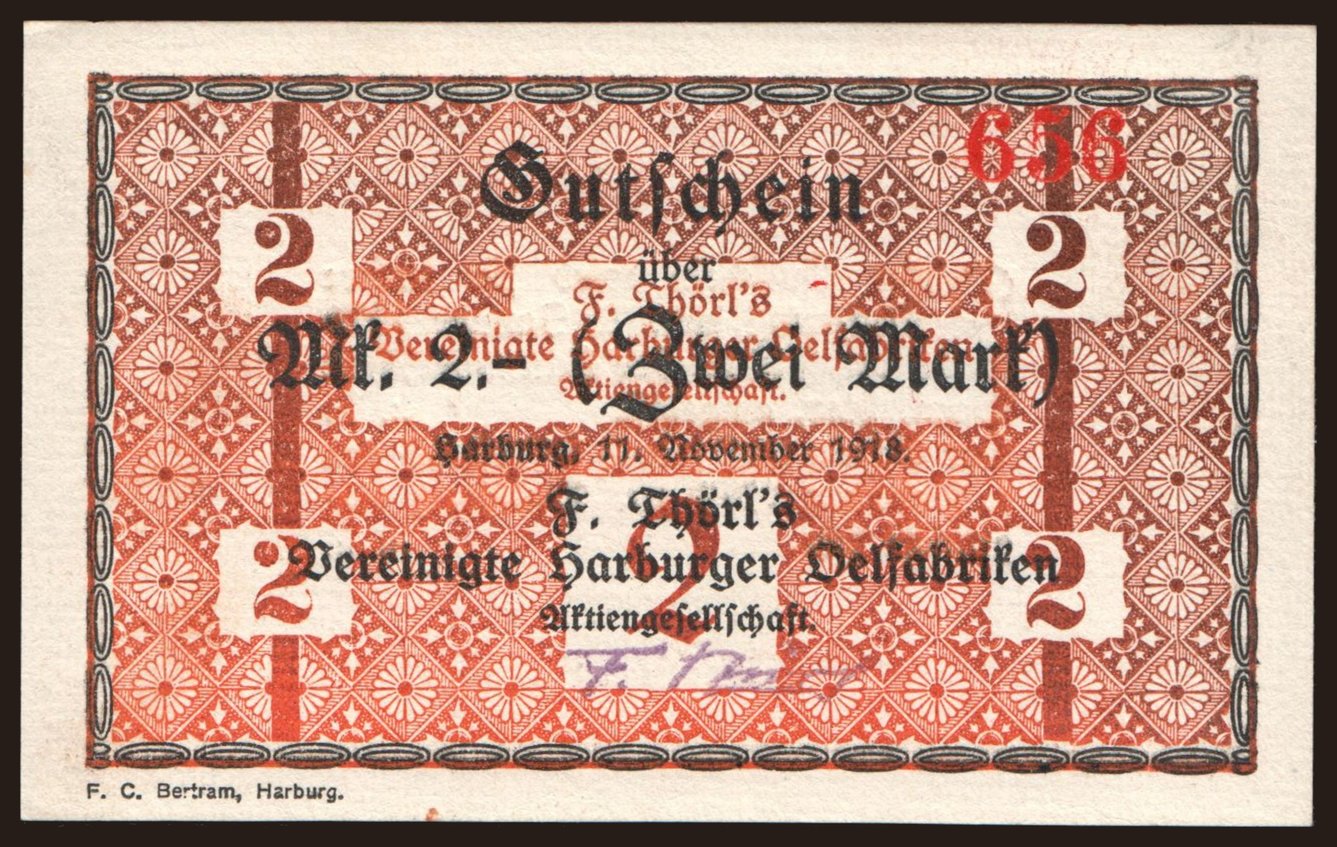 656
Gutschein
2 2
über
F. Thörl's
Vereinigte Harburger Oelfabriken
Aktiengesellschaft.
Mk. 2.- (Zwei Mark)
Harburg, 11. November 1918.
2
F. Thörl's
Vereinigte Harburger Oelfabriken
2 2
Aktiengesellschaft.
F. C. Bertram, Harburg.